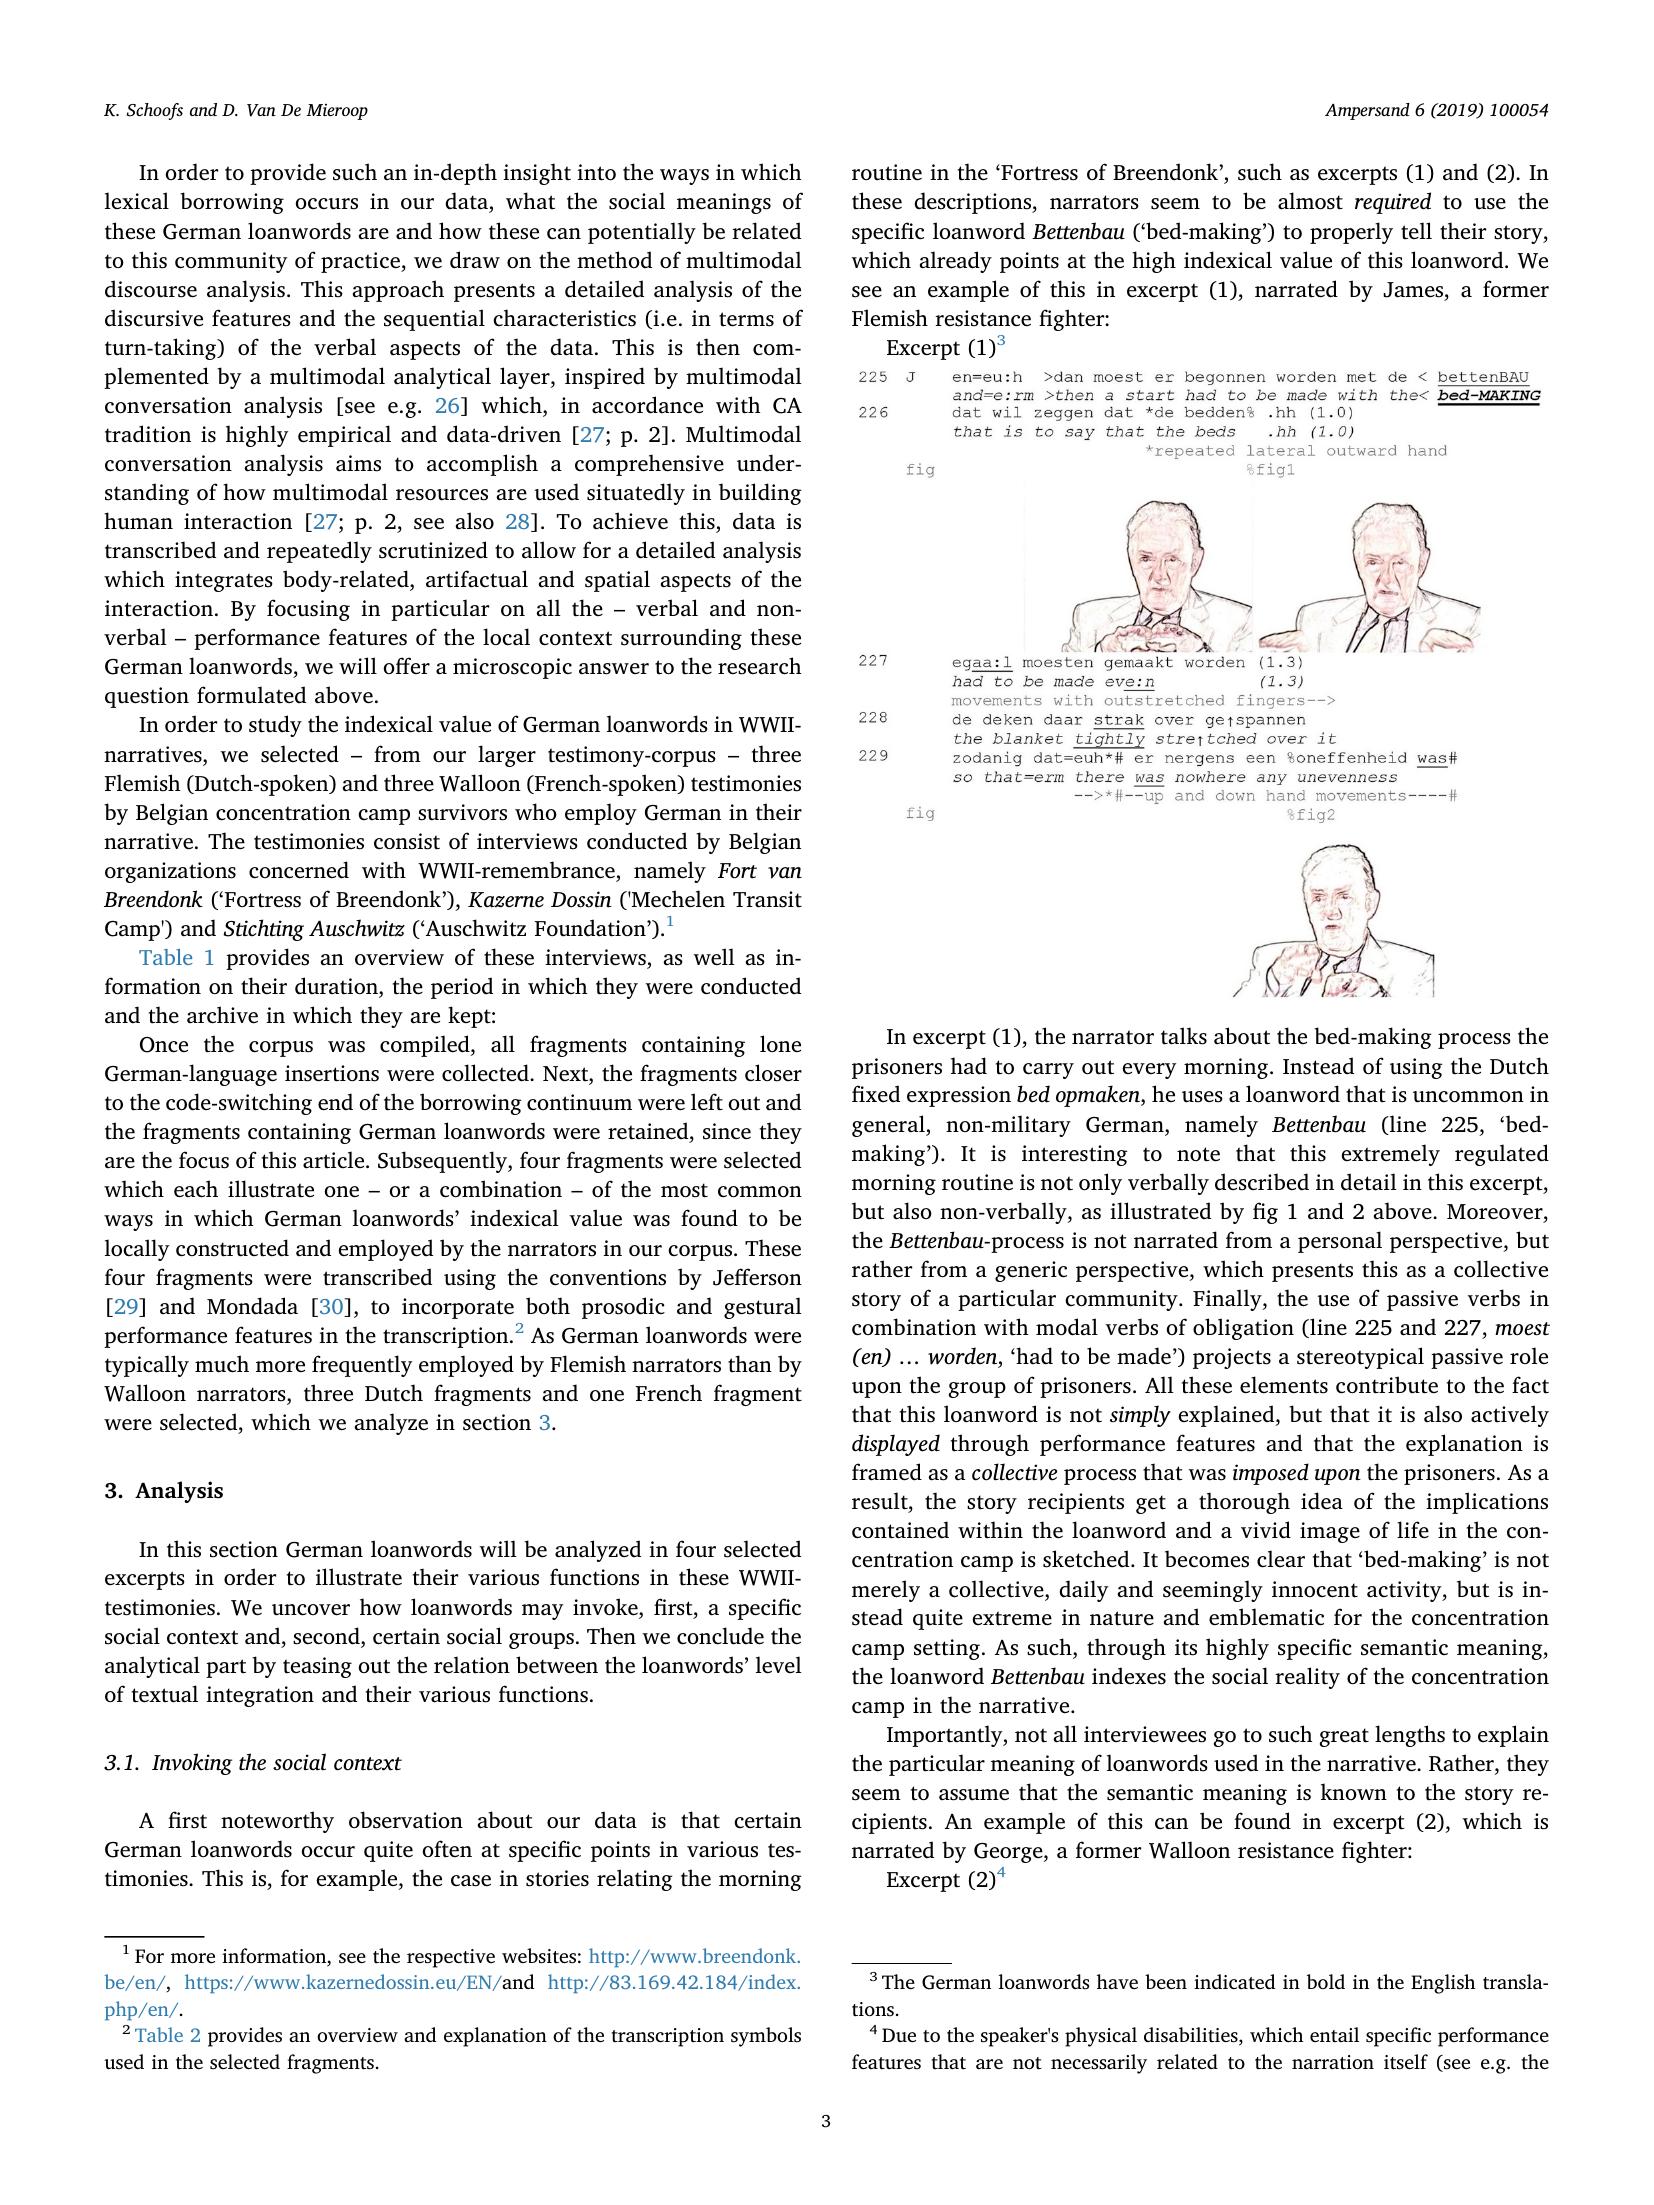 K. Schoofs and D. Van De Mieroop
Ampersand 6 (2019) 100054
In order to provide such an in-depth insight into the ways in which
lexical borrowing occurs in our data, what the social meanings of
these German loanwords are and how these can potentially be related
to this community of practice, we draw on the method of multimodal
discourse analysis. This approach presents a detailed analysis of the
discursive features and the sequential characteristics (i.e. in terms of
turn-taking) of the verbal aspects of the data. This is then com-
plemented by a multimodal analytical layer, inspired by multimodal
conversation analysis [see e.g. 26] which, in accordance with CA
tradition is highly empirical and data-driven [27; p. 2]. Multimodal
conversation analysis aims to accomplish a comprehensive under-
standing of how multimodal resources are used situatedly in building
human interaction [27; p. 2, see also 28]. To achieve this, data is
transcribed and repeatedly scrutinized to allow for a detailed analysis
which integrates body-related, artifactual and spatial aspects of the
interaction. By focusing in particular on all the – verbal and non-
verbal – performance features of the local context surrounding these
German loanwords, we will offer a microscopic answer to the research
question formulated above.
In order to study the indexical value of German loanwords in WWII-
narratives, we selected – from our larger testimony-corpus – three
Flemish (Dutch-spoken) and three Walloon (French-spoken) testimonies
by Belgian concentration camp survivors who employ German in their
narrative. The testimonies consist of interviews conducted by Belgian
organizations concerned with WWII-remembrance, namely Fort van
Breendonk (‘Fortress of Breendonk’), Kazerne Dossin ('Mechelen Transit
Camp') and Stichting Auschwitz (‘Auschwitz Foundation’).1
Table 1 provides an overview of these interviews, as well as in-
formation on their duration, the period in which they were conducted
and the archive in which they are kept:
Once the corpus was compiled, all fragments containing lone
German-language insertions were collected. Next, the fragments closer
to the code-switching end of the borrowing continuum were left out and
the fragments containing German loanwords were retained, since they
are the focus of this article. Subsequently, four fragments were selected
which each illustrate one – or a combination – of the most common
ways in which German loanwords’ indexical value was found to be
locally constructed and employed by the narrators in our corpus. These
four fragments were transcribed using the conventions by Jefferson
[29] and Mondada [30], to incorporate both prosodic and gestural
performance features in the transcription.2 As German loanwords were
typically much more frequently employed by Flemish narrators than by
Walloon narrators, three Dutch fragments and one French fragment
were selected, which we analyze in section 3.
3. Analysis
In this section German loanwords will be analyzed in four selected
excerpts in order to illustrate their various functions in these WWII-
testimonies. We uncover how loanwords may invoke, first, a specific
social context and, second, certain social groups. Then we conclude the
analytical part by teasing out the relation between the loanwords’ level
of textual integration and their various functions.
3.1. Invoking the social context
A first noteworthy observation about our data is that certain
German loanwords occur quite often at specific points in various tes-
timonies. This is, for example, the case in stories relating the morning
1 For more information, see the respective websites: http://www.breendonk.
be/en/, https://www.kazernedossin.eu/EN/and http://83.169.42.184/index.
php/en/.
2 Table 2 provides an overview and explanation of the transcription symbols
used in the selected fragments.
routine in the ‘Fortress of Breendonk’, such as excerpts (1) and (2). In
these descriptions, narrators seem to be almost required to use the
specific loanword Bettenbau (‘bed-making’) to properly tell their story,
which already points at the high indexical value of this loanword. We
see an example of this in excerpt (1), narrated by James, a former
Flemish resistance fighter:
Excerpt (1)3
225 J en=eu:h >dan moest er begonnen worden met de < bettenBAU
and=e:rm >then a start had to be made with the< bed-MAKING
226 dat wil zeggen dat *de bedden% .hh (1.0)
that is to say that the beds .hh (1.0)
*repeated lateral outward hand
fig %fig1
227 egaa:l moesten gemaakt worden (1.3)
had to be made eve:n (1.3)
movements with outstretched fingers-->
228 de deken daar strak over ge↑spannen
the blanket tightly stre↑tched over it
229 zodanig dat=euh*# er nergens een %oneffenheid was#
so that=erm there was nowhere any unevenness
-->*#--up and down hand movements----#
fig %fig2
In excerpt (1), the narrator talks about the bed-making process the
prisoners had to carry out every morning. Instead of using the Dutch
fixed expression bed opmaken, he uses a loanword that is uncommon in
general, non-military German, namely Bettenbau (line 225, ‘bed-
making’). It is interesting to note that this extremely regulated
morning routine is not only verbally described in detail in this excerpt,
but also non-verbally, as illustrated by fig 1 and 2 above. Moreover,
the Bettenbau-process is not narrated from a personal perspective, but
rather from a generic perspective, which presents this as a collective
story of a particular community. Finally, the use of passive verbs in
combination with modal verbs of obligation (line 225 and 227, moest
(en) … worden, ‘had to be made’) projects a stereotypical passive role
upon the group of prisoners. All these elements contribute to the fact
that this loanword is not simply explained, but that it is also actively
displayed through performance features and that the explanation is
framed as a collective process that was imposed upon the prisoners. As a
result, the story recipients get a thorough idea of the implications
contained within the loanword and a vivid image of life in the con-
centration camp is sketched. It becomes clear that ‘bed-making’ is not
merely a collective, daily and seemingly innocent activity, but is in-
stead quite extreme in nature and emblematic for the concentration
camp setting. As such, through its highly specific semantic meaning,
the loanword Bettenbau indexes the social reality of the concentration
camp in the narrative.
Importantly, not all interviewees go to such great lengths to explain
the particular meaning of loanwords used in the narrative. Rather, they
seem to assume that the semantic meaning is known to the story re-
cipients. An example of this can be found in excerpt (2), which is
narrated by George, a former Walloon resistance fighter:
Excerpt (2)4
3 The German loanwords have been indicated in bold in the English transla-
tions.
4 Due to the speaker's physical disabilities, which entail specific performance
features that are not necessarily related to the narration itself (see e.g. the
3